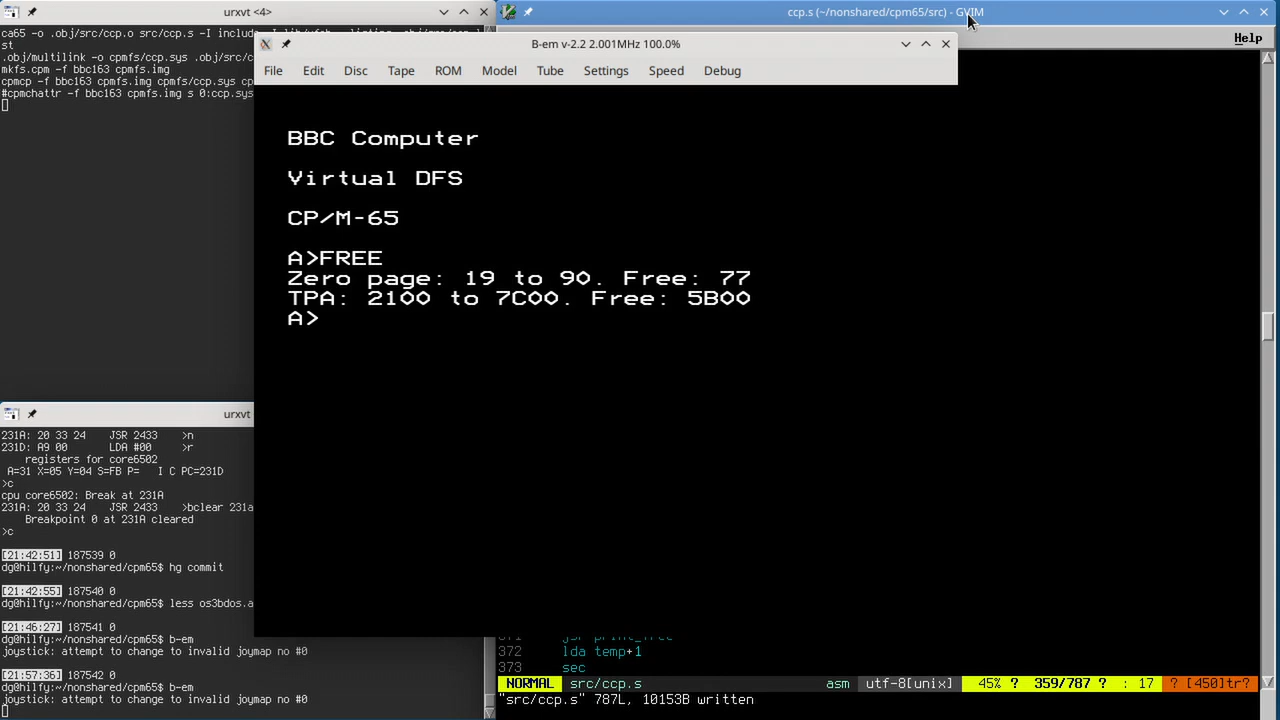 urxvt <4>
ca65 -o .obj/src/ccp.o src/ccp.s -I include
st
.obj/multilink -o cpmfs/ccp.sys .obj/src/c
mkfs.cpm -f bbc163 cpmfs.img
cpmcp -f bbc163 cpmfs.img cpmfs/ccp.sys cp
#cpmchattr -f bbc163 cpmfs.img s 0:ccp.sys
ccp.s (~/nonshared/cpm65/src) - GVIM
Help
B-em v-2.2 2.001MHz 100.0%
File Edit Disc Tape ROM Model Tube Settings Speed Debug
BBC Computer
Virtual DFS
CP/M-65
A>FREE
Zero page: 19 to 90. Free: 77
TPA: 2100 to 7C00. Free: 5B00
A>
urxvt
231A: 20 33 24    JSR 2433    >n
231D: A9 00       LDA #00     >r
    registers for core6502
 A=31 X=05 Y=04 S=FB P=   I C PC=231D
>c
cpu core6502: Break at 231A
231A: 20 33 24    JSR 2433    >bclear 231a
    Breakpoint 0 at 231A cleared
>c
[21:42:51] 187539 0
dg@hilfy:~/nonshared/cpm65$ hg commit
[21:42:55] 187540 0
dg@hilfy:~/nonshared/cpm65$ less os3bdos.a
[21:46:27] 187541 0
dg@hilfy:~/nonshared/cpm65$ b-em
joystick: attempt to change to invalid joymap no #0
[21:57:36] 187542 0
dg@hilfy:~/nonshared/cpm65$ b-em
joystick: attempt to change to invalid joymap no #0
371 jsr print_free
372 lda temp+1
373 sec
NORMAL src/ccp.s asm utf-8[unix] 45% ? 359/787 ? : 17 ? [450]tr?
"src/ccp.s" 787L, 10153B written